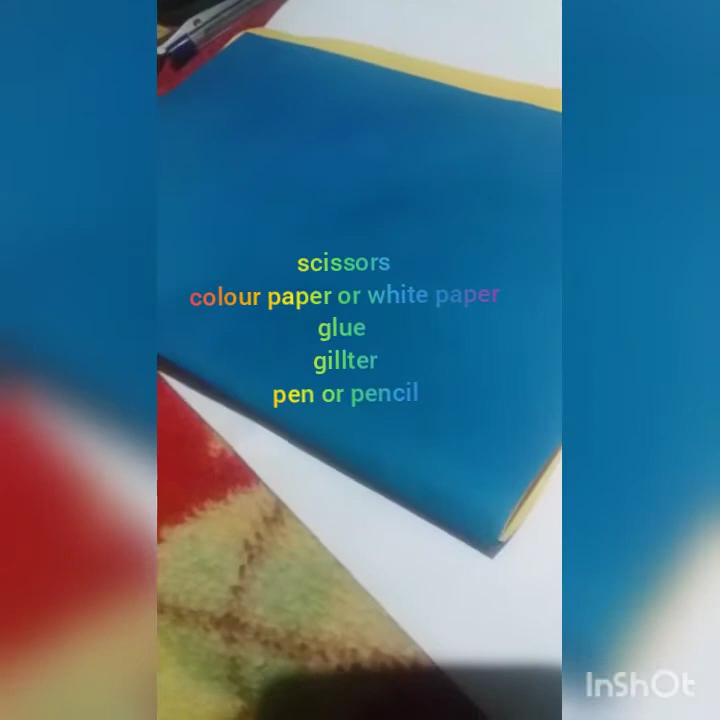 scissors
colour paper or white paper
glue
gillter
pen or pencil
InShOt